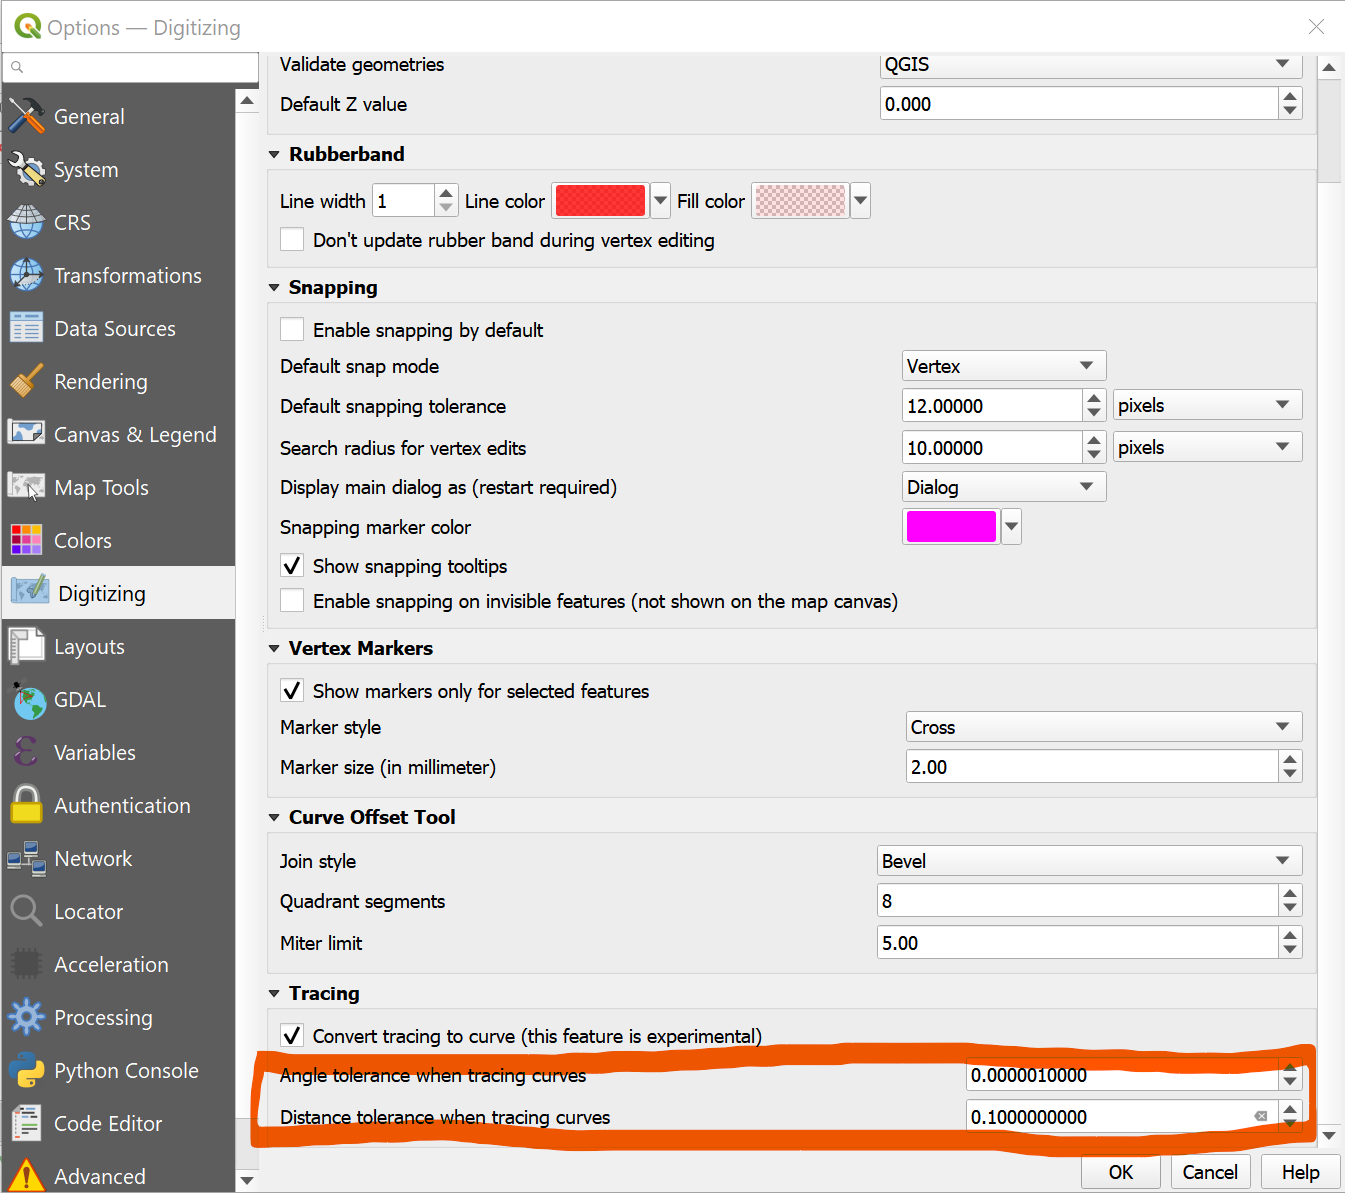 Options — Digitizing
General
System
CRS
Transformations
Data Sources
Rendering
Canvas & Legend
Map Tools
Colors
Digitizing
Layouts
GDAL
Variables
Authentication
Network
Locator
Acceleration
Processing
Python Console
Code Editor
Advanced
Validate geometries QGIS
Default Z value 0.000
Rubberband
Line width 1 Line color Fill color
Don't update rubber band during vertex editing
Snapping
Enable snapping by default
Default snap mode Vertex
Default snapping tolerance 12.00000 pixels
Search radius for vertex edits 10.00000 pixels
Display main dialog as (restart required) Dialog
Snapping marker color
Show snapping tooltips
Enable snapping on invisible features (not shown on the map canvas)
Vertex Markers
Show markers only for selected features
Marker style Cross
Marker size (in millimeter) 2.00
Curve Offset Tool
Join style Bevel
Quadrant segments 8
Miter limit 5.00
Tracing
Convert tracing to curve (this feature is experimental)
Angle tolerance when tracing curves 0.0000010000
Distance tolerance when tracing curves 0.1000000000
OK Cancel Help